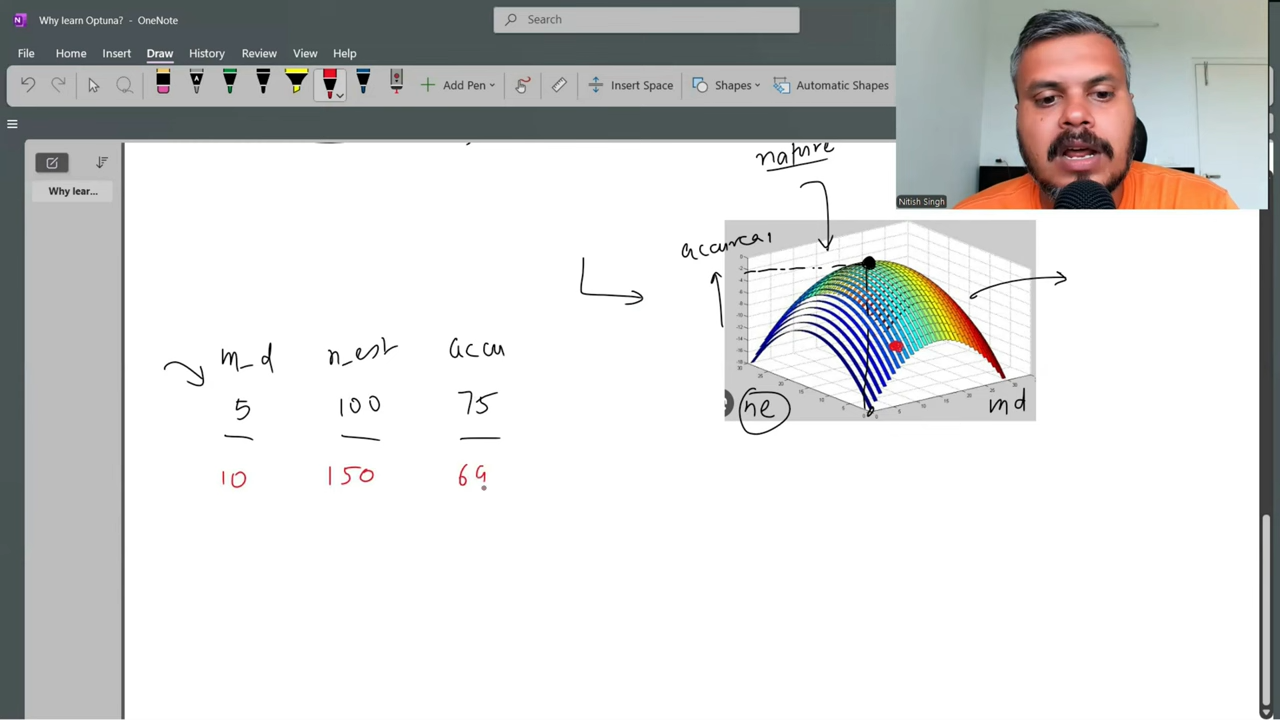 Why learn Optuna? - OneNote
Search
File Home Insert Draw History Review View Help
Add Pen
Insert Space
Shapes
Automatic Shapes
Why lear...
Nitish Singh
nature
accuracy
m_d n_est accu
5 100 75
10 150 69
ne
md